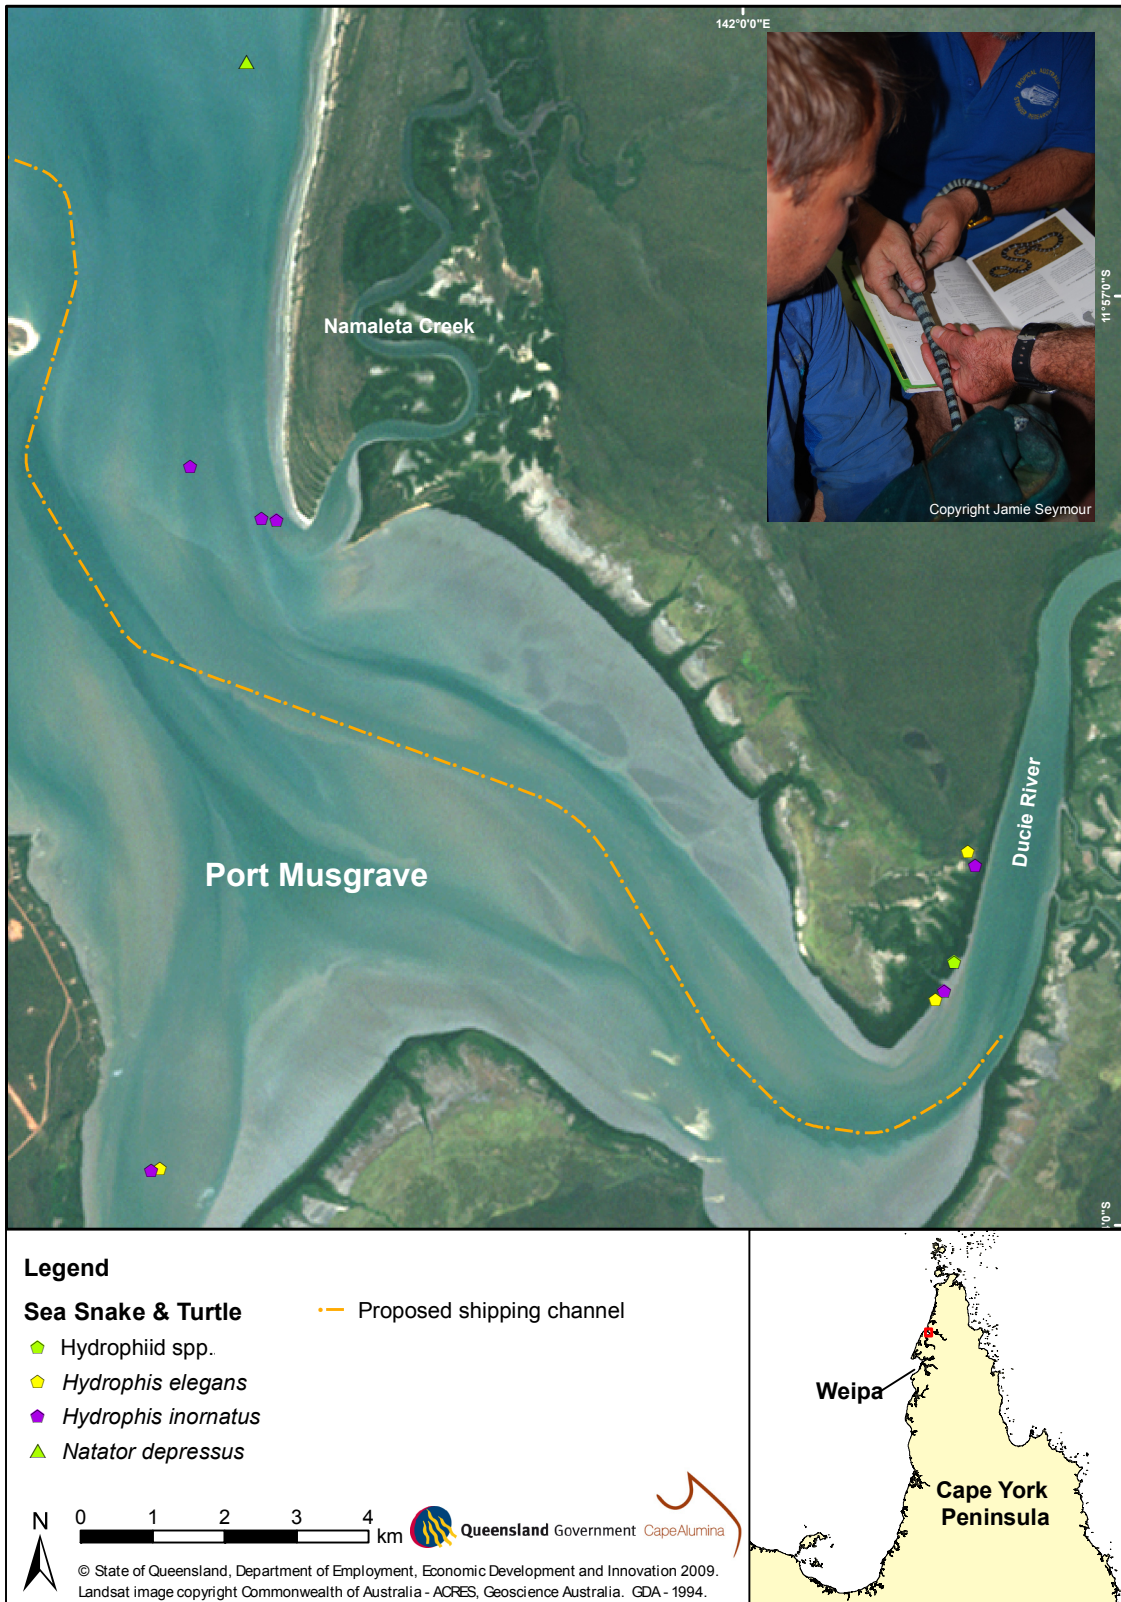 142°0'0"E
11°57'0"S
Namaleta Creek
Copyright Jamie Seymour
Ducie River
Port Musgrave
0'0"S
Legend
Sea Snake & Turtle
Proposed shipping channel
Hydrophiid spp.
Hydrophis elegans
Hydrophis inornatus
Natator depressus
Weipa
Cape York
Peninsula
N
0 1 2 3 4
km
Queensland Government
CapeAlumina
© State of Queensland, Department of Employment, Economic Development and Innovation 2009.
Landsat image copyright Commonwealth of Australia - ACRES, Geoscience Australia. GDA - 1994.